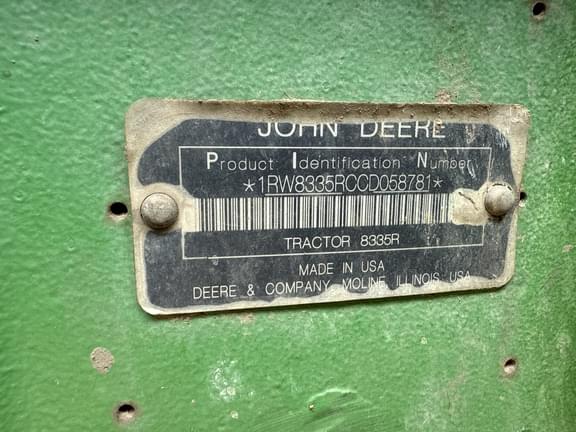 JOHN DEERE
Product Identification Number
*1RW8335RCCD058781*
TRACTOR 8335R
MADE IN USA
DEERE & COMPANY MOLINE, ILLINOIS USA